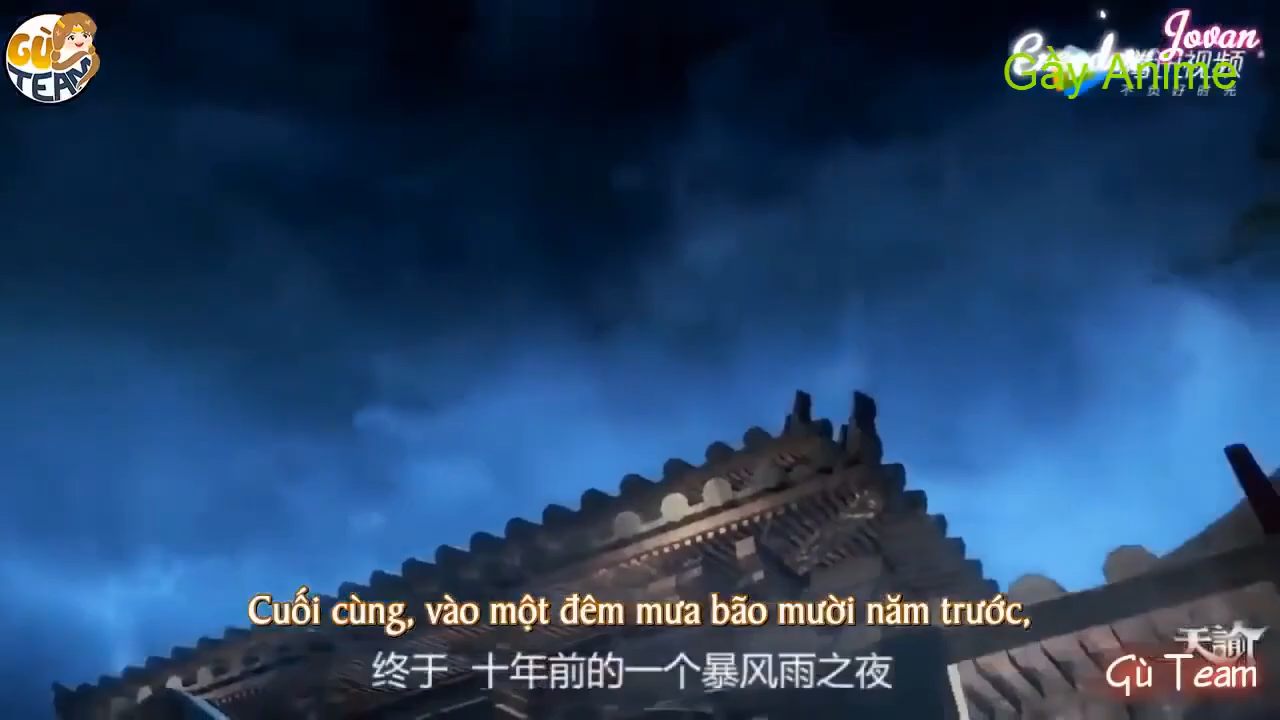 GÙ
TEAM
Jovan
Gầy Anime
Cuối cùng, vào một đêm mưa bão mười năm trước,
终于 十年前的一个暴风雨之夜
天諭
Gù Team